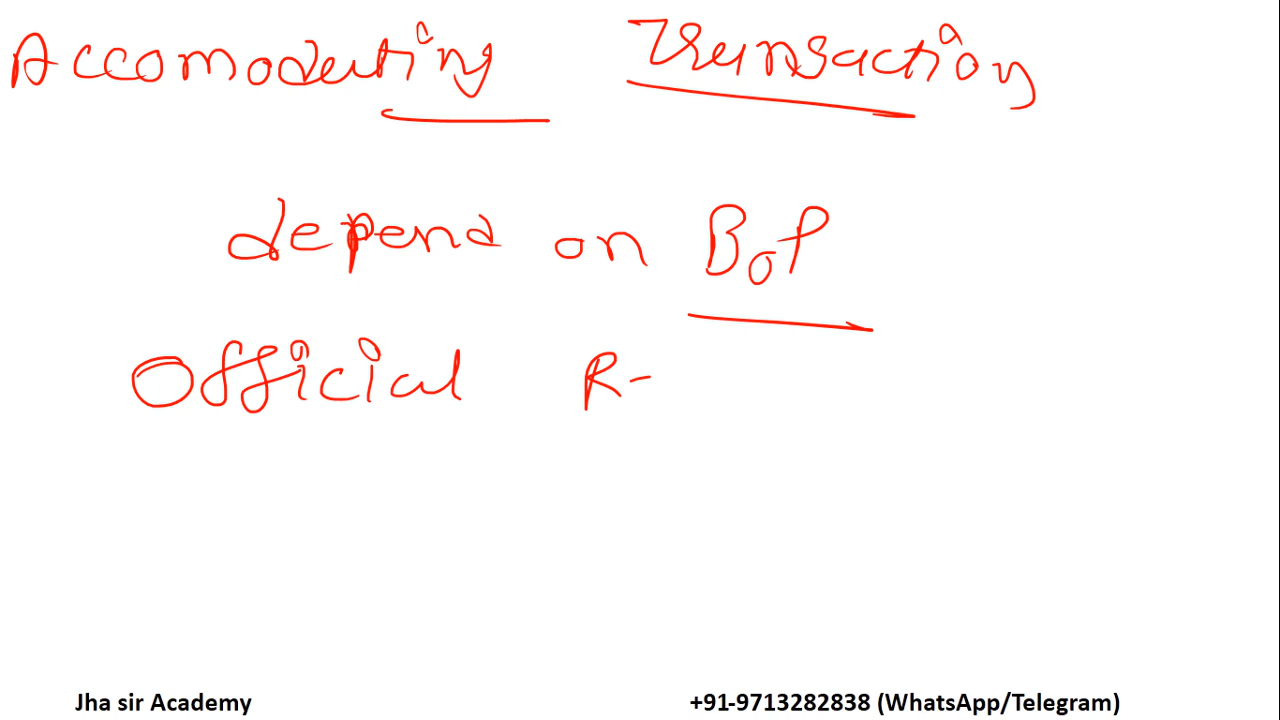 Accomodating Transaction
depend on BoP
Official R-
Jha sir Academy +91-9713282838 (WhatsApp/Telegram)